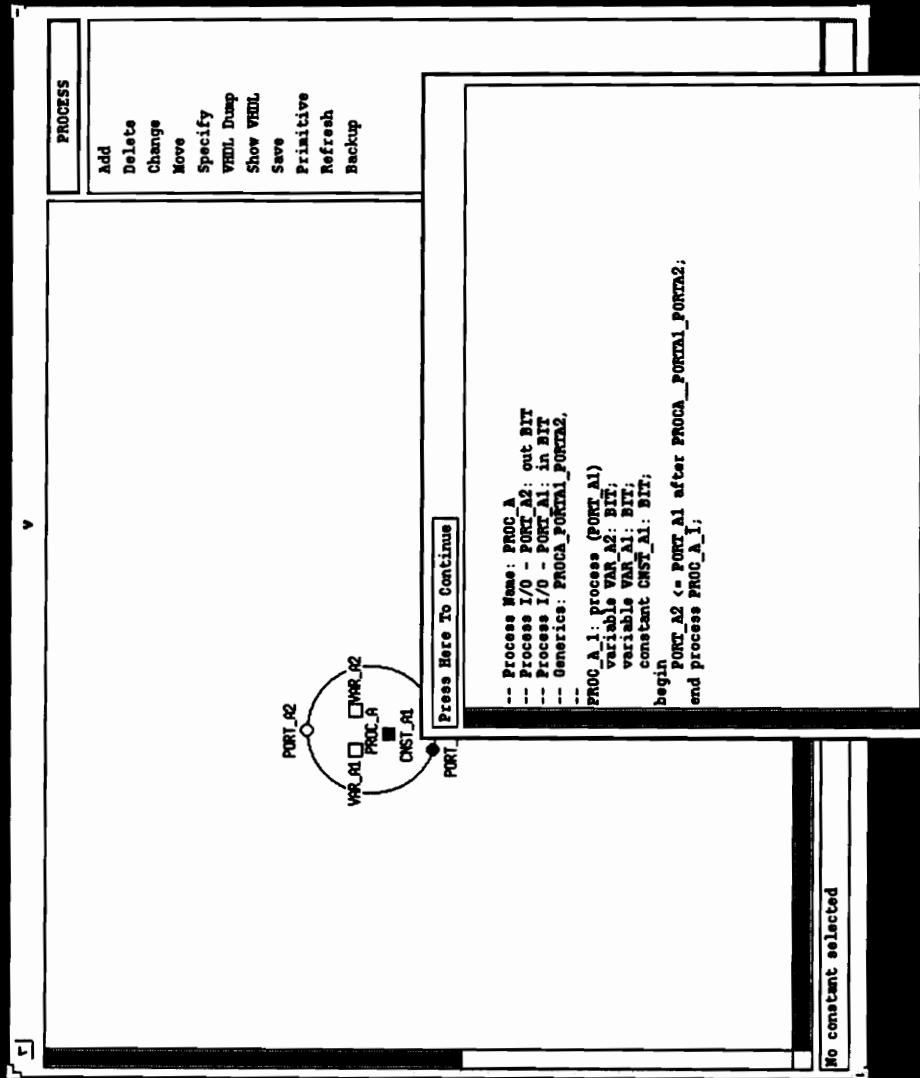 v
PROCESS
Add
Delete
Change
Move
Specify
VHDL Dump
Show VHDL
Save
Primitive
Refresh
Backup
PORT_A2
VAR_A1
VAR_A2
PROC_A
CNST_A1
PORT_
Press Here To Continue
-- Process Name: PROC_A
-- Process I/O - PORT_A2: out BIT
-- Process I/O - PORT_A1: in BIT
-- Generics: PROCA_PORTA1_PORTA2,
--
PROC_A_1: process (PORT_A1)
variable VAR_A2: BIT;
variable VAR_A1: BIT;
constant CNST_A1: BIT;
begin
PORT_A2 <= PORT_A1 after PROCA__PORTA1_PORTA2;
end process PROC_A_1;
No constant selected